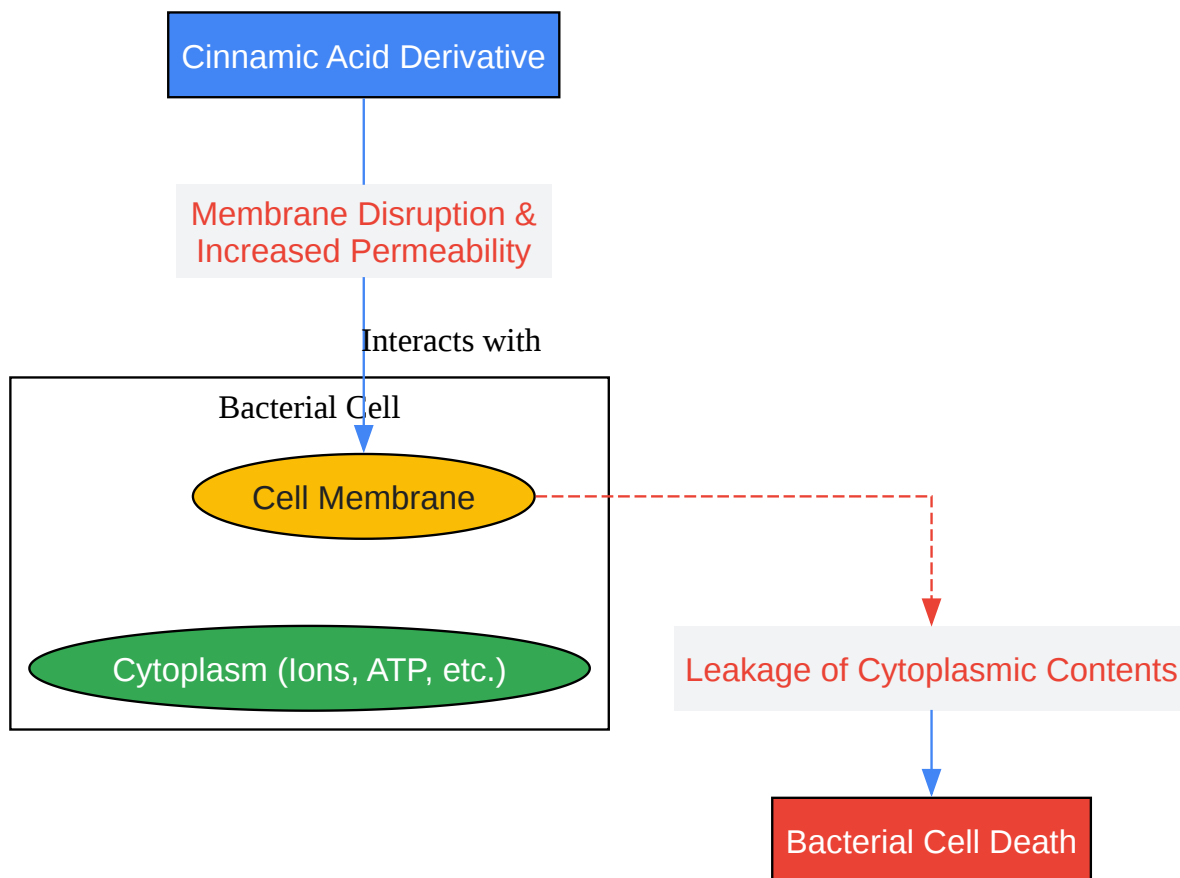 Cinnamic Acid Derivative
Membrane Disruption &
Increased Permeability
Interacts with
Bacterial Cell
Cell Membrane
Cytoplasm (Ions, ATP, etc.)
Leakage of Cytoplasmic Contents
Bacterial Cell Death